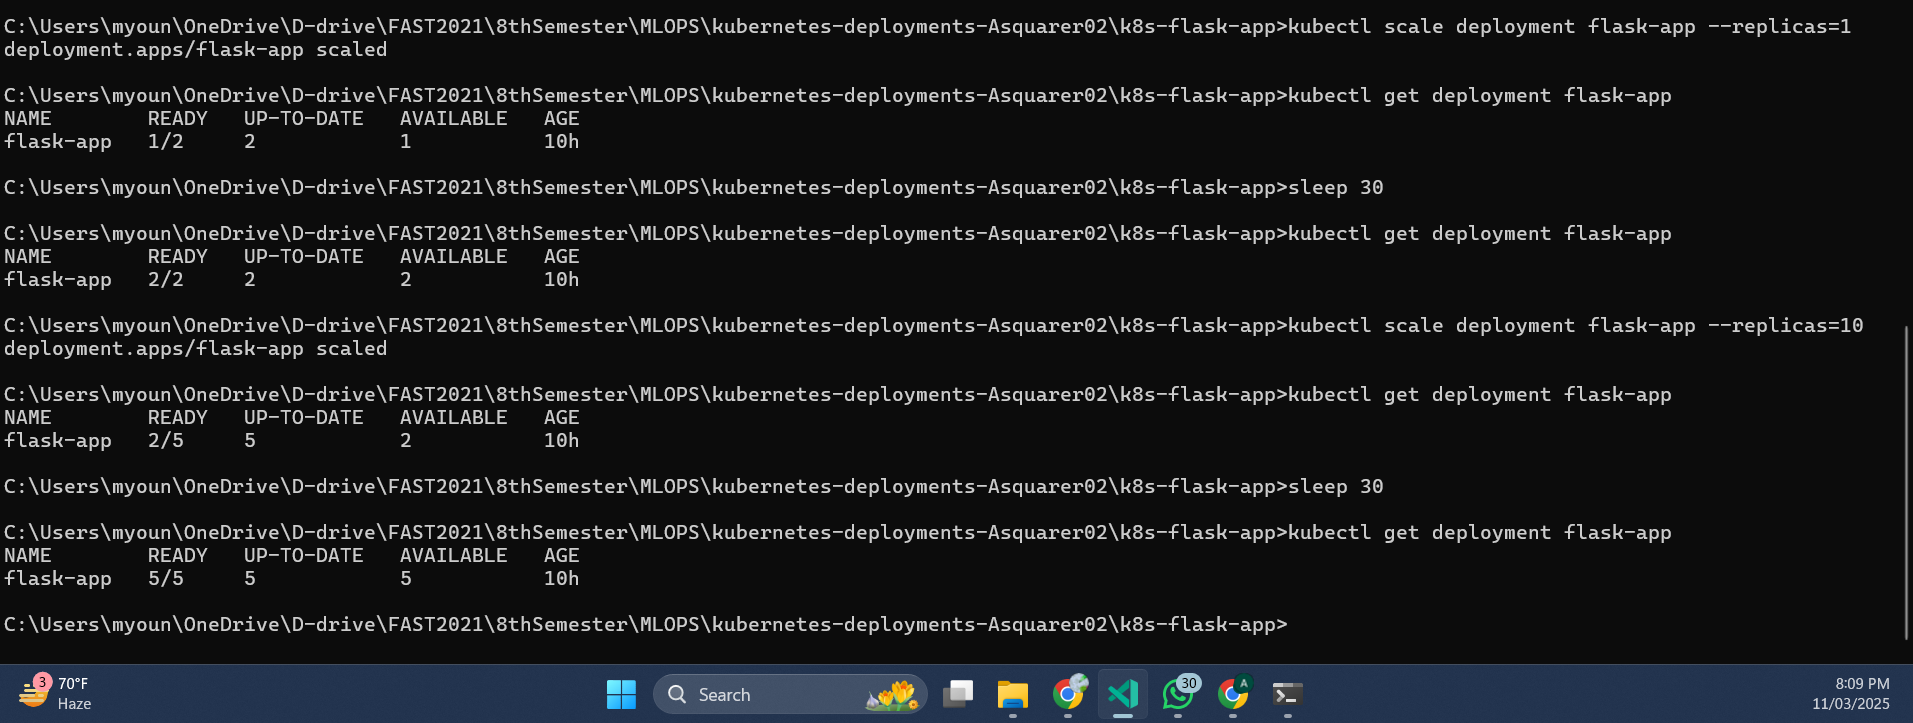 C:\Users\myoun\OneDrive\D-drive\FAST2021\8thSemester\MLOPS\kubernetes-deployments-Asquarer02\k8s-flask-app>kubectl scale deployment flask-app --replicas=1
deployment.apps/flask-app scaled
C:\Users\myoun\OneDrive\D-drive\FAST2021\8thSemester\MLOPS\kubernetes-deployments-Asquarer02\k8s-flask-app>kubectl get deployment flask-app
NAME READY UP-TO-DATE AVAILABLE AGE
flask-app 1/2 2 1 10h
C:\Users\myoun\OneDrive\D-drive\FAST2021\8thSemester\MLOPS\kubernetes-deployments-Asquarer02\k8s-flask-app>sleep 30
C:\Users\myoun\OneDrive\D-drive\FAST2021\8thSemester\MLOPS\kubernetes-deployments-Asquarer02\k8s-flask-app>kubectl get deployment flask-app
NAME READY UP-TO-DATE AVAILABLE AGE
flask-app 2/2 2 2 10h
C:\Users\myoun\OneDrive\D-drive\FAST2021\8thSemester\MLOPS\kubernetes-deployments-Asquarer02\k8s-flask-app>kubectl scale deployment flask-app --replicas=10
deployment.apps/flask-app scaled
C:\Users\myoun\OneDrive\D-drive\FAST2021\8thSemester\MLOPS\kubernetes-deployments-Asquarer02\k8s-flask-app>kubectl get deployment flask-app
NAME READY UP-TO-DATE AVAILABLE AGE
flask-app 2/5 5 2 10h
C:\Users\myoun\OneDrive\D-drive\FAST2021\8thSemester\MLOPS\kubernetes-deployments-Asquarer02\k8s-flask-app>sleep 30
C:\Users\myoun\OneDrive\D-drive\FAST2021\8thSemester\MLOPS\kubernetes-deployments-Asquarer02\k8s-flask-app>kubectl get deployment flask-app
NAME READY UP-TO-DATE AVAILABLE AGE
flask-app 5/5 5 5 10h
C:\Users\myoun\OneDrive\D-drive\FAST2021\8thSemester\MLOPS\kubernetes-deployments-Asquarer02\k8s-flask-app>
3
70°F
Haze
Search
30
A
8:09 PM
11/03/2025